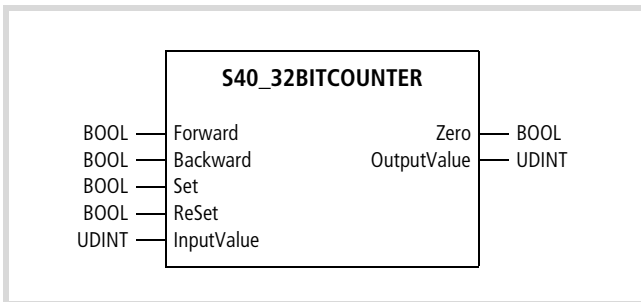 S40_32BITCOUNTER
BOOL Forward Zero BOOL
BOOL Backward OutputValue UDINT
BOOL Set
BOOL ReSet
UDINT InputValue